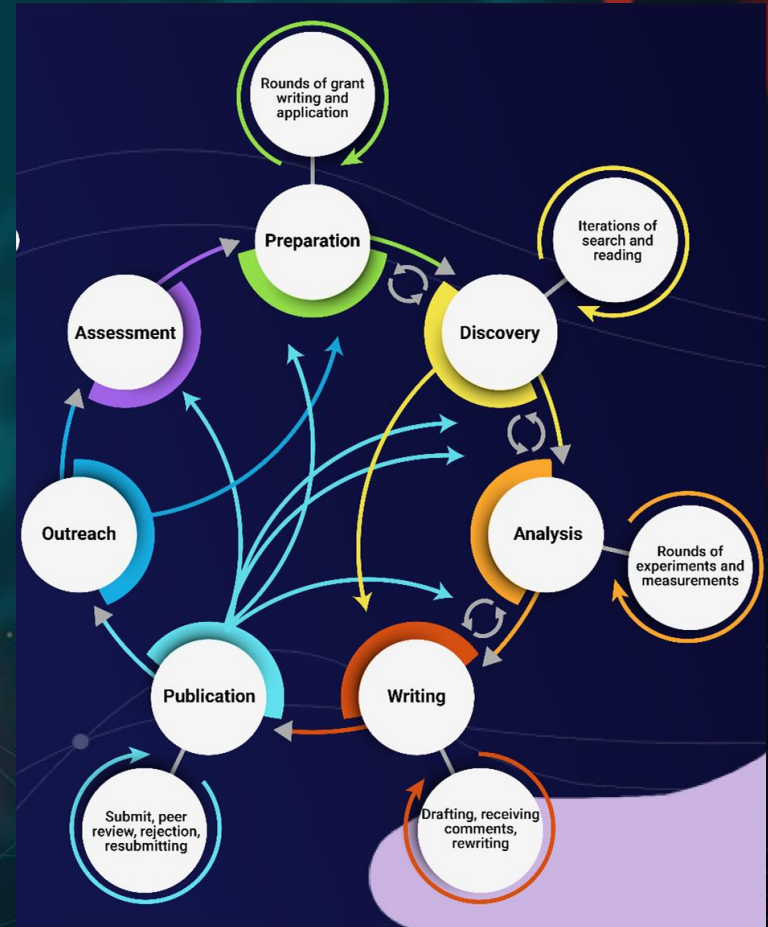 Rounds of grant
writing and
application
Preparation
Iterations of
search and
reading
Assessment
Discovery
Outreach
Analysis
Rounds of
experiments and
measurements
Publication
Writing
Submit, peer
review, rejection,
resubmitting
Drafting, receiving
comments,
rewriting